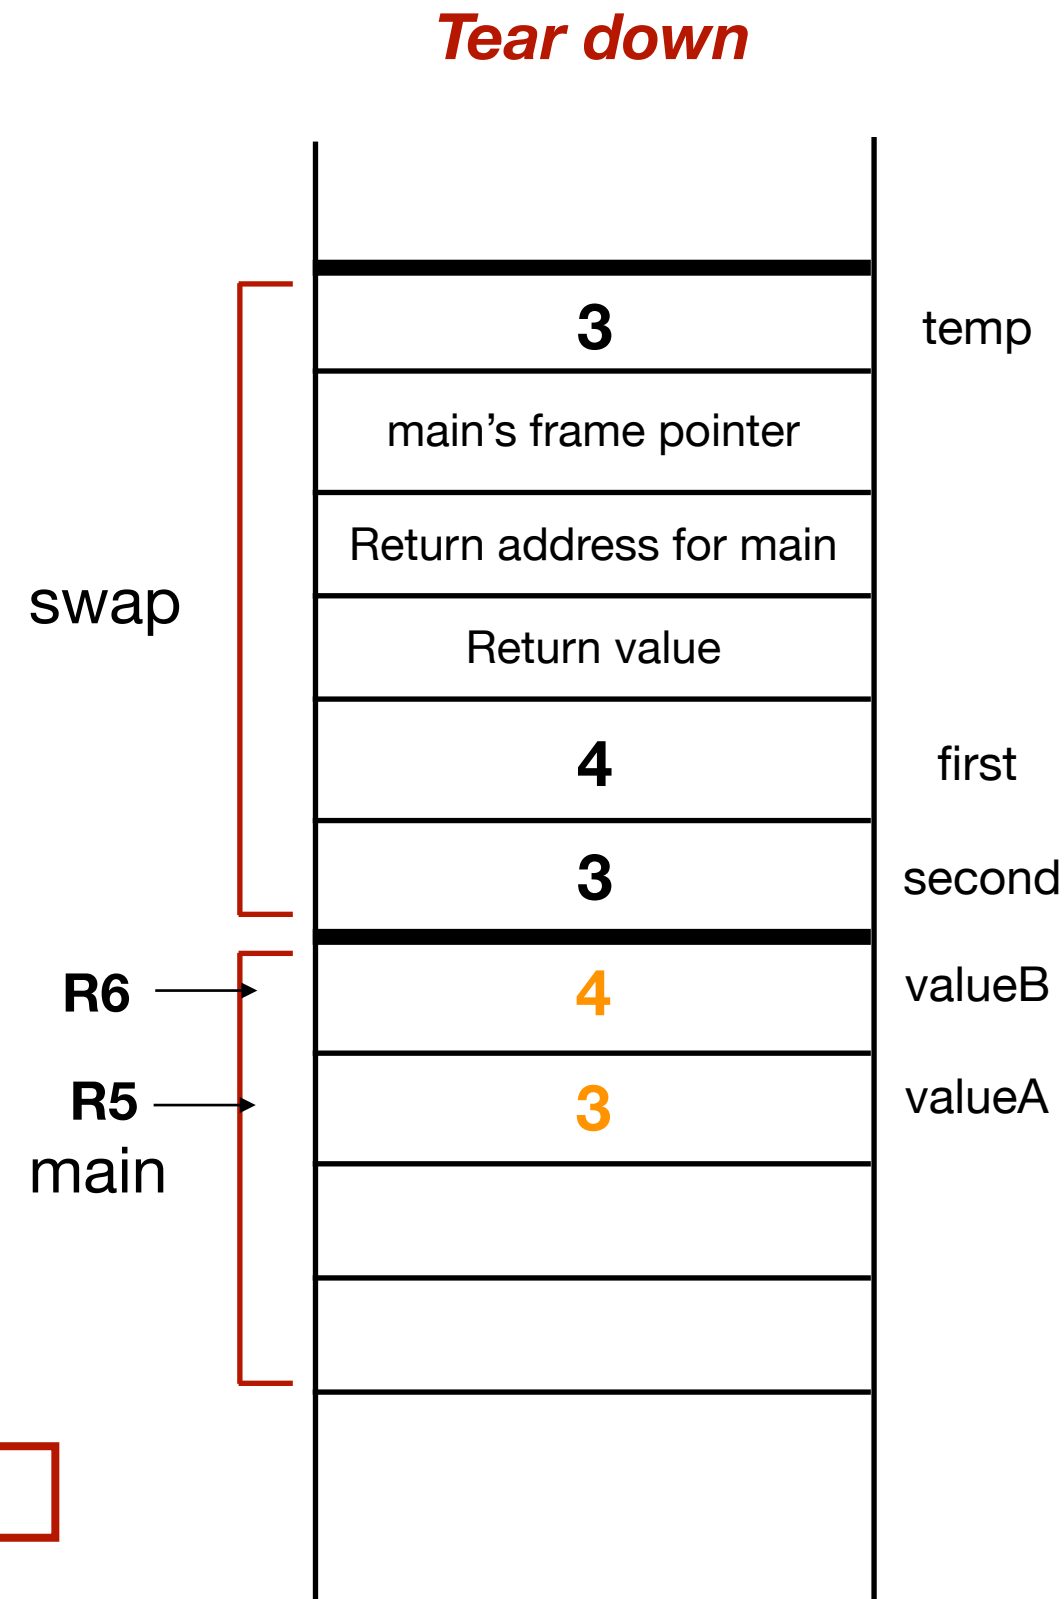 Tear down
3 temp
main’s frame pointer
Return address for main
swap
Return value
4 first
3 second
R6 4 valueB
R5 3 valueA
main